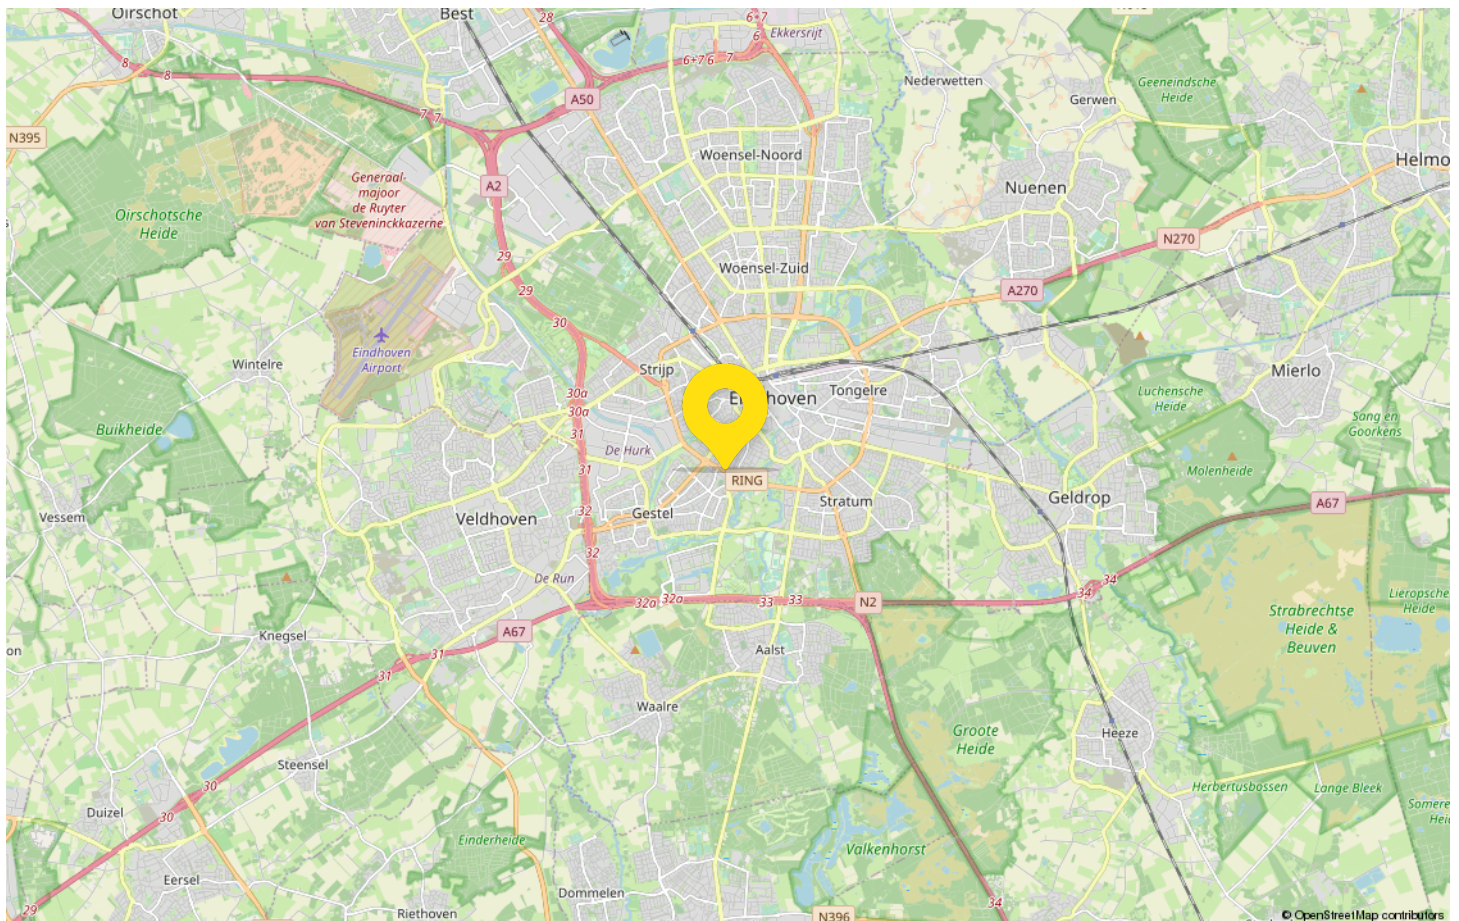 Oirschot
Best
28
6+7
6
Ekkersrijt
6+7 6
7
8
8
A50
Nederwetten
Gerwen
Geeneindsche
Heide
7
7
N395
Woensel-Noord
Helmo
Generaal-
majoor
de Ruyter
van Steveninckkazerne
A2
Nuenen
Oirschotsche
Heide
N270
29
Woensel-Zuid
29
A270
30
Eindhoven
Airport
Wintelre
Strijp
Mierlo
30a
30a
Tongelre
Luchensche
Heide
Sang en
Goorkens
Buikheide
31
De Hurk
31
Molenheide
RING
Stratum
Geldrop
A67
Vessem
Veldhoven
32
Gestel
32
De Run
34
34
32a
32a
33
33
N2
Lieropsche
Heide
Strabrechtse
Heide &
Beuven
A67
Knegsel
Aalst
31
31
Waalre
Groote
Heide
Heeze
Steensel
30
Herbertusbossen
Lange Bleek
Duizel
30
Einderheide
Valkenhorst
Eersel
Dommelen
34
29
Riethoven
N396
© OpenStreetMap contributors